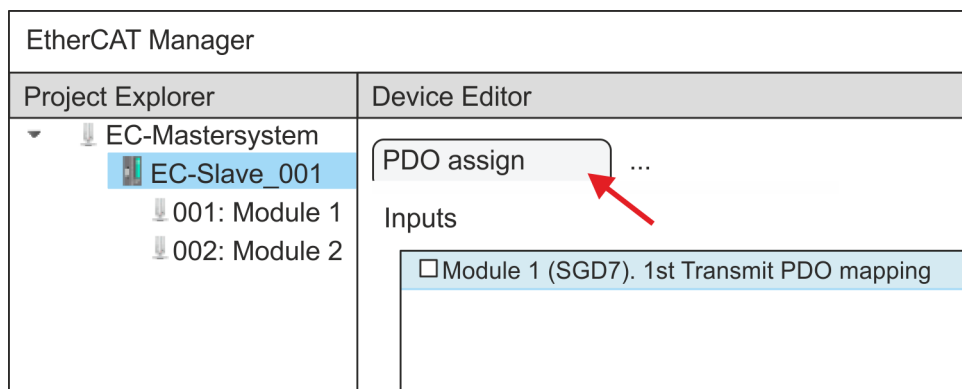 EtherCAT Manager
Project Explorer
Device Editor
EC-Mastersystem
EC-Slave_001
001: Module 1
002: Module 2
PDO assign
...
Inputs
Module 1 (SGD7). 1st Transmit PDO mapping